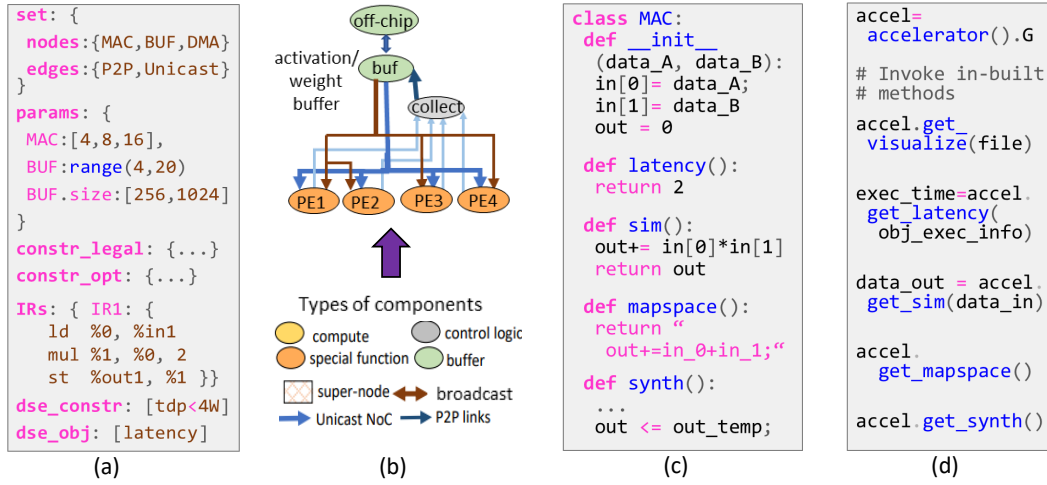 set: {
nodes:{MAC,BUF,DMA}
edges:{P2P,Unicast}
}
params: {
MAC:[4,8,16],
BUF:range(4,20)
BUF.size:[256,1024]
}
constr_legal: {...}
constr_opt: {...}
IRs: { IR1: {
ld %0, %in1
mul %1, %0, 2
st %out1, %1 }}
dse_constr: [tdp<4W]
dse_obj: [latency]
(a)
off-chip
activation/
weight
buffer
buf
collect
PE1
PE2
PE3
PE4
Types of components
compute
control logic
special function
buffer
super-node
broadcast
Unicast NoC
P2P links
(b)
class MAC:
def __init__
(data_A, data_B):
in[0]= data_A;
in[1]= data_B
out = 0
def latency():
return 2
def sim():
out+= in[0]*in[1]
return out
def mapspace():
return “
out+=in_0+in_1;“
def synth():
...
out <= out_temp;
(c)
accel=
accelerator().G
# Invoke in-built
# methods
accel.get_
visualize(file)
exec_time=accel.
get_latency(
obj_exec_info)
data_out = accel.
get_sim(data_in)
accel.
get_mapspace()
accel.get_synth()
(d)